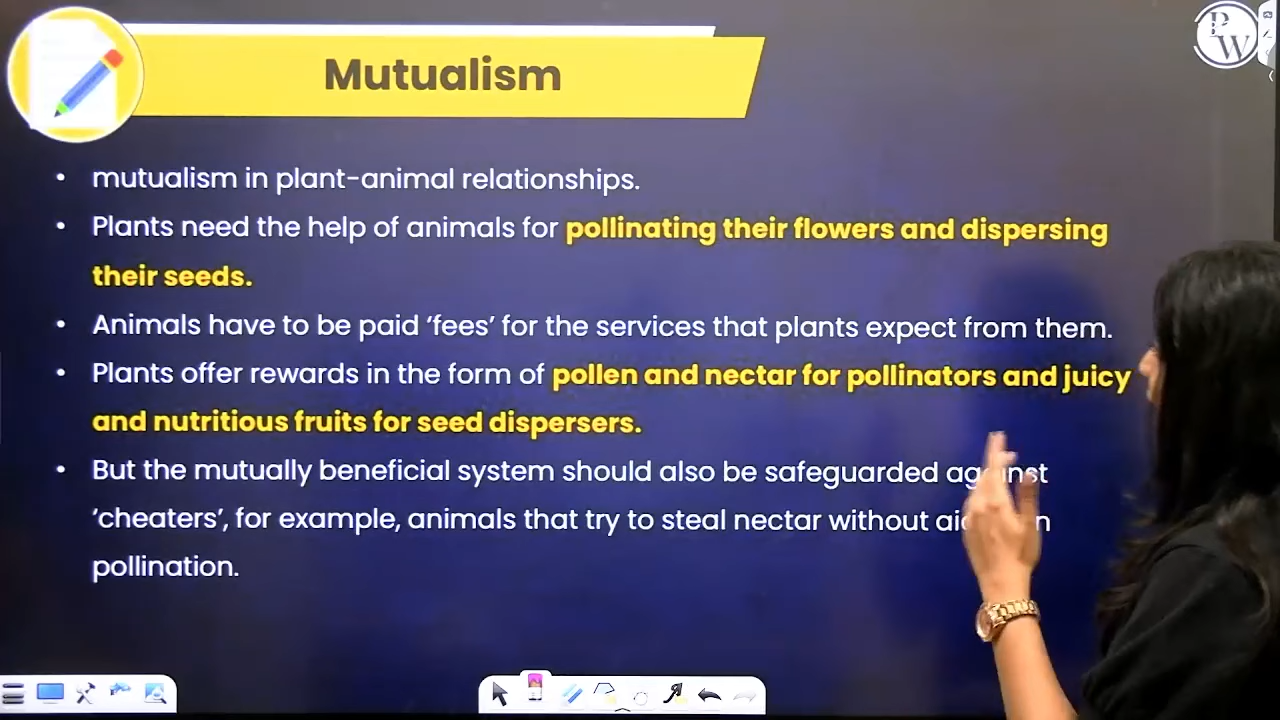 Mutualism
PW
• mutualism in plant-animal relationships.
• Plants need the help of animals for pollinating their flowers and dispersing
their seeds.
• Animals have to be paid ‘fees’ for the services that plants expect from them.
• Plants offer rewards in the form of pollen and nectar for pollinators and juicy
and nutritious fruits for seed dispersers.
• But the mutually beneficial system should also be safeguarded against
‘cheaters’, for example, animals that try to steal nectar without
pollination.